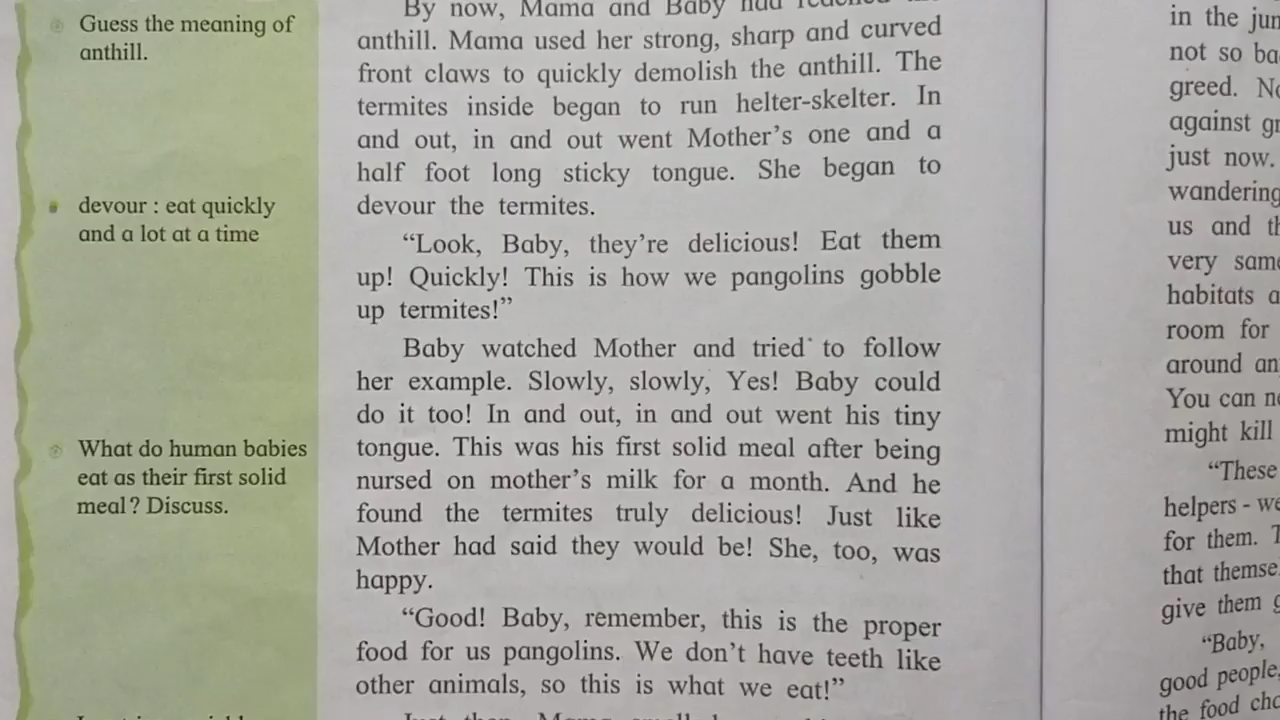 Guess the meaning of
anthill.
devour : eat quickly
and a lot at a time
What do human babies
eat as their first solid
meal? Discuss.
By now, Mama and Baby had reached
anthill. Mama used her strong, sharp and curved
front claws to quickly demolish the anthill. The
termites inside began to run helter-skelter. In
and out, in and out went Mother's one and a
half foot long sticky tongue. She began to
devour the termites.
“Look, Baby, they're delicious! Eat them
up! Quickly! This is how we pangolins gobble
up termites!”
Baby watched Mother and tried to follow
her example. Slowly, slowly, Yes! Baby could
do it too! In and out, in and out went his tiny
tongue. This was his first solid meal after being
nursed on mother's milk for a month. And he
found the termites truly delicious! Just like
Mother had said they would be! She, too, was
happy.
“Good! Baby, remember, this is the proper
food for us pangolins. We don't have teeth like
other animals, so this is what we eat!”
in the
not so
greed.
against
just now.
wandering
us and
very
habitats
room for
around
You can
might kill
“These
helpers -
for them.
that
give them
“Baby,
good people,
the food